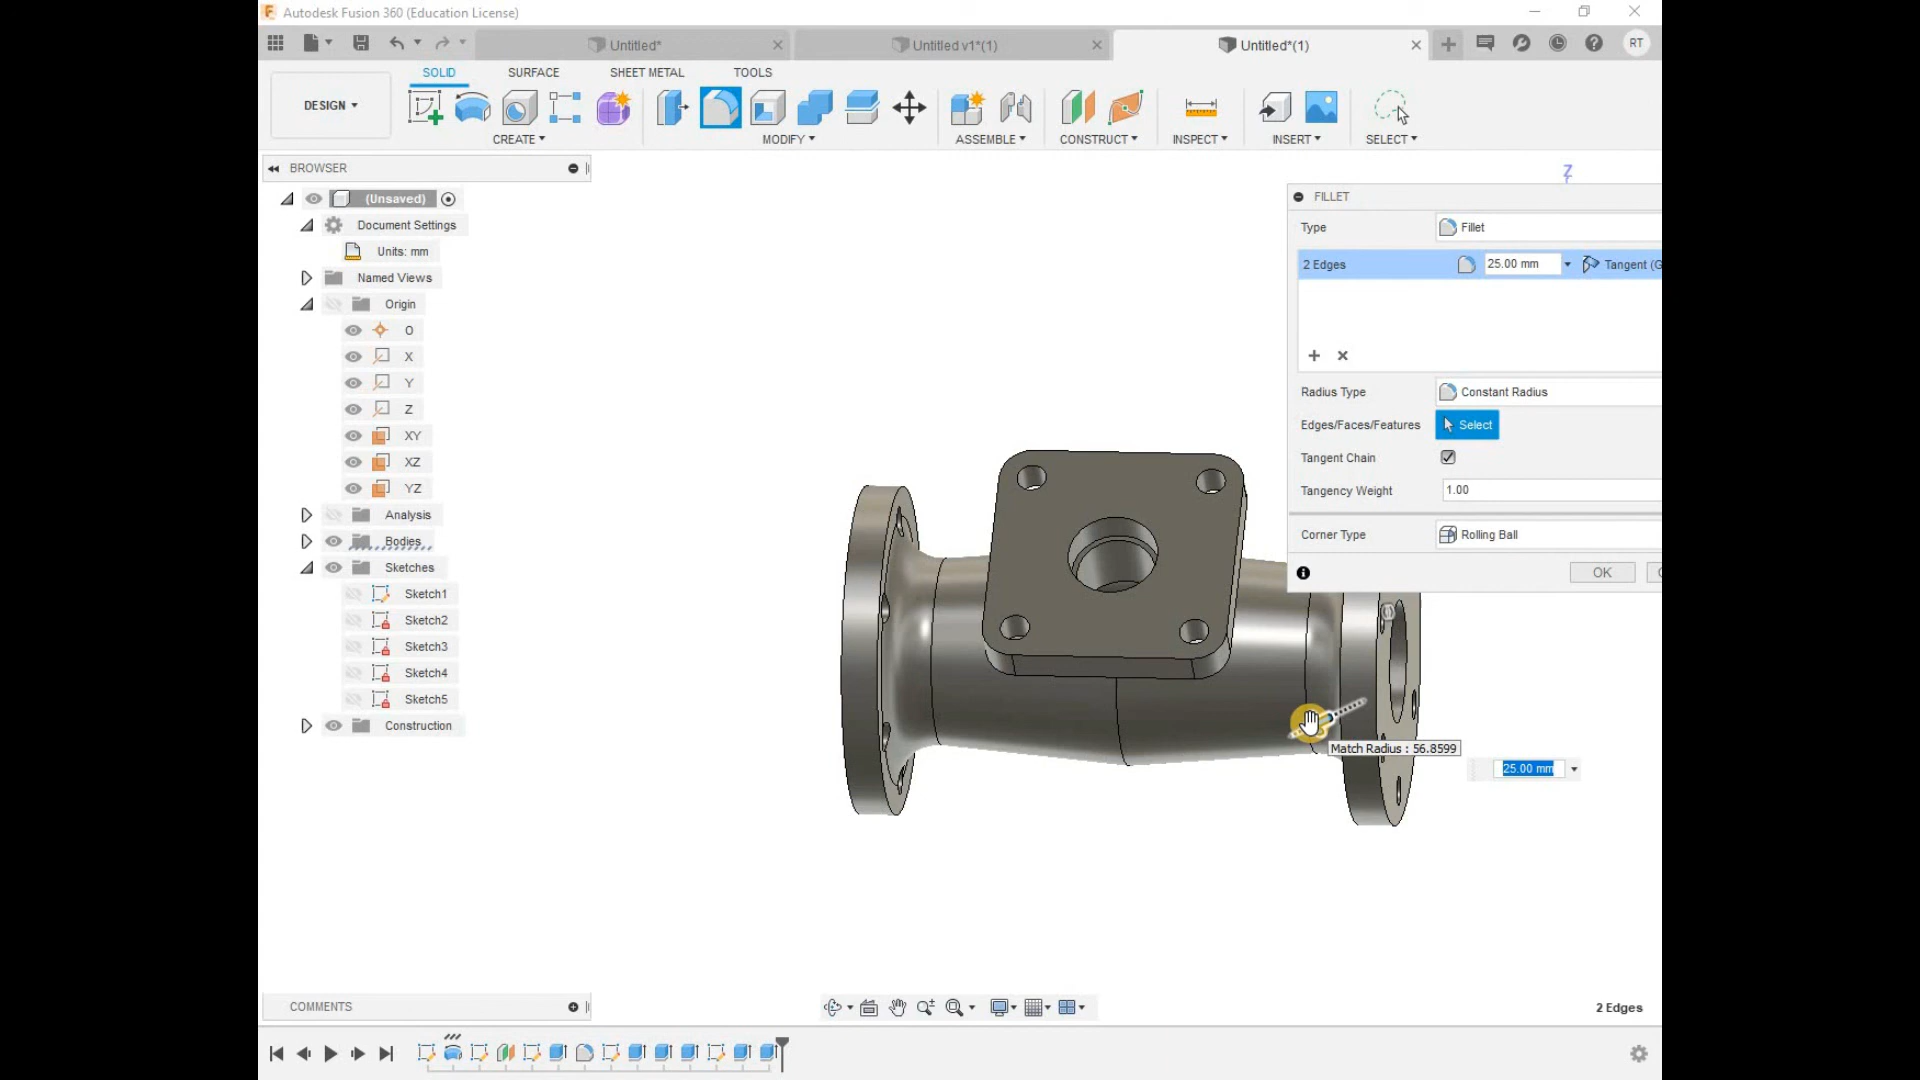 Autodesk Fusion 360 (Education License)
Untitled*
Untitled v1*(1)
Untitled*(1)
RT
SOLID
SURFACE
SHEET METAL
TOOLS
DESIGN
CREATE
MODIFY
ASSEMBLE
CONSTRUCT
INSPECT
INSERT
SELECT
BROWSER
(Unsaved)
Document Settings
Units: mm
Named Views
Origin
O
X
Y
Z
XY
XZ
YZ
Analysis
Bodies
Sketches
Sketch1
Sketch2
Sketch3
Sketch4
Sketch5
Construction
Z
FILLET
Type
Fillet
2 Edges
25.00 mm
Tangent (G
Radius Type
Constant Radius
Edges/Faces/Features
Select
Tangent Chain
Tangency Weight
1.00
Corner Type
Rolling Ball
OK
Match Radius : 56.8599
25.00 mm
COMMENTS
2 Edges